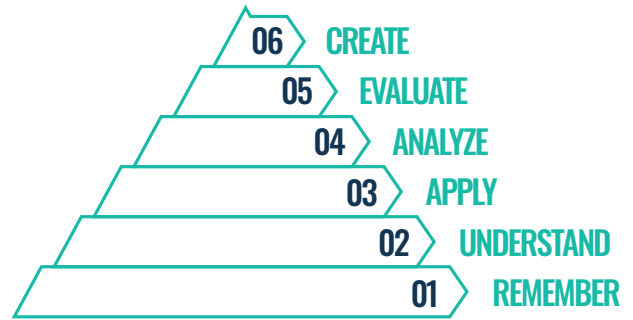 06 CREATE
05 EVALUATE
04 ANALYZE
03 APPLY
02 UNDERSTAND
01 REMEMBER